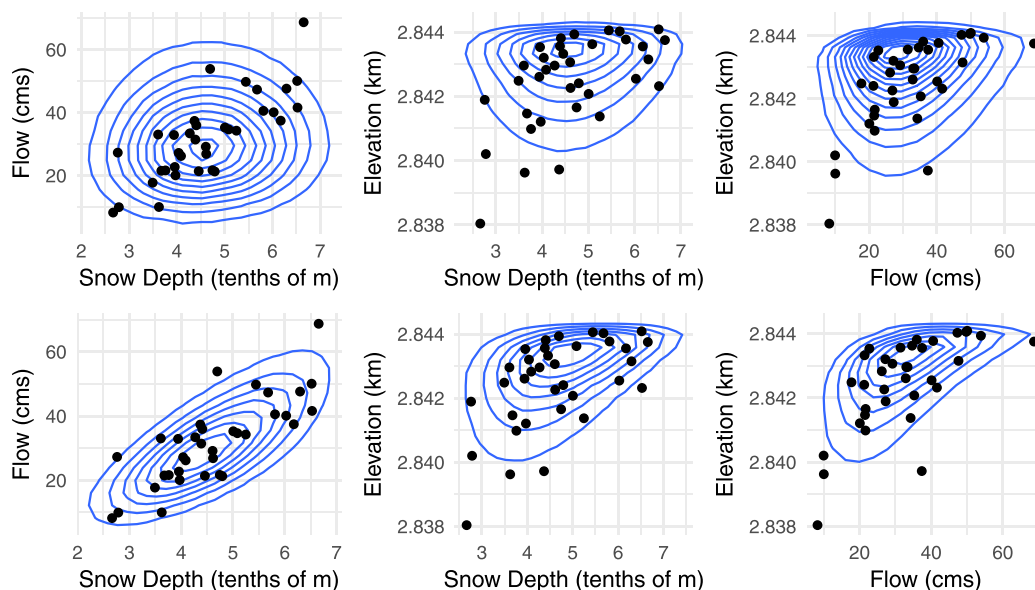 Flow (cms)
60
40
20
2 3 4 5 6 7
Snow Depth (tenths of m)
Elevation (km)
2.844
2.842
2.840
2.838
3 4 5 6 7
Snow Depth (tenths of m)
Elevation (km)
2.844
2.842
2.840
2.838
20 40 60
Flow (cms)
Flow (cms)
60
40
20
2 3 4 5 6 7
Snow Depth (tenths of m)
Elevation (km)
2.844
2.842
2.840
2.838
3 4 5 6 7
Snow Depth (tenths of m)
Elevation (km)
2.844
2.842
2.840
2.838
20 40 60
Flow (cms)